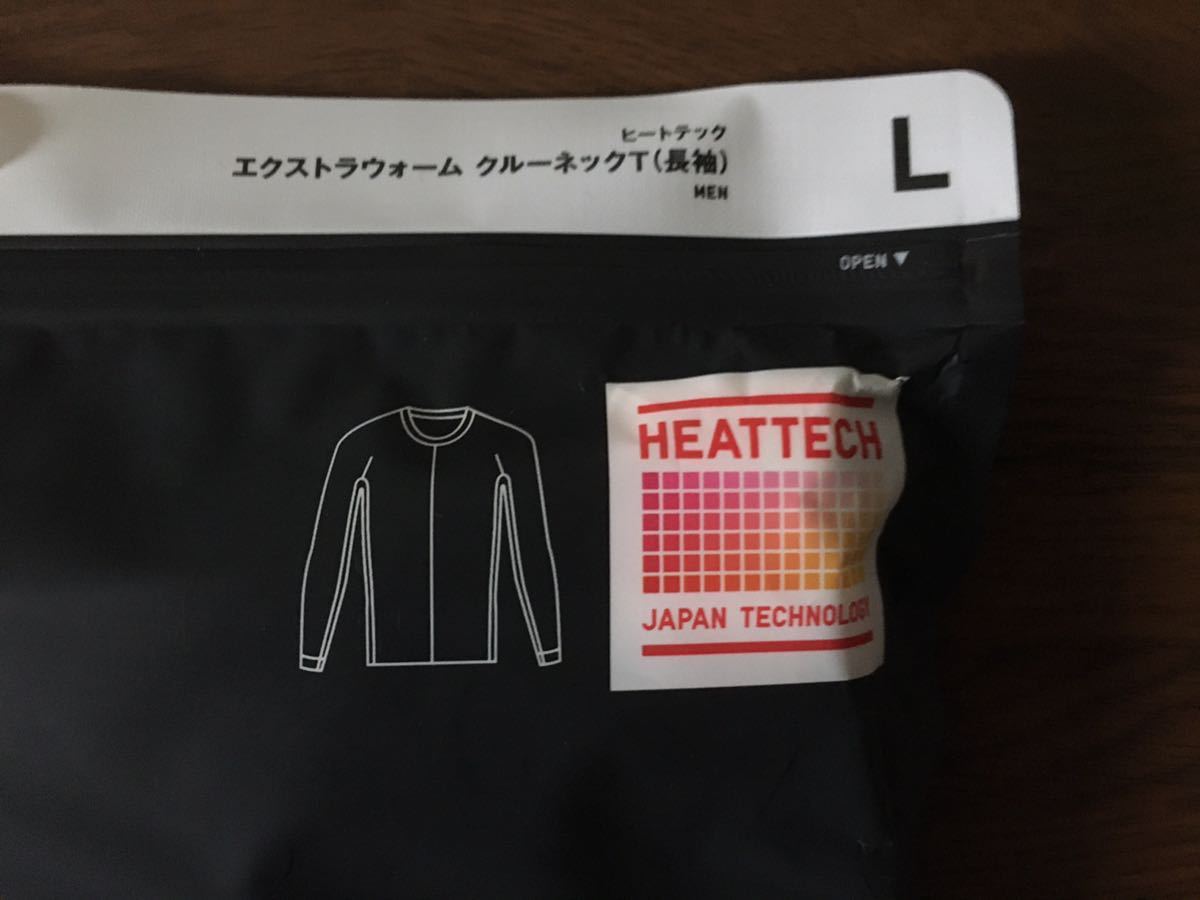 ヒートテック
エクストラウォーム クルーネックT(長袖)
MEN
L
OPEN▼
HEATTECH
JAPAN TECHNOLOGY